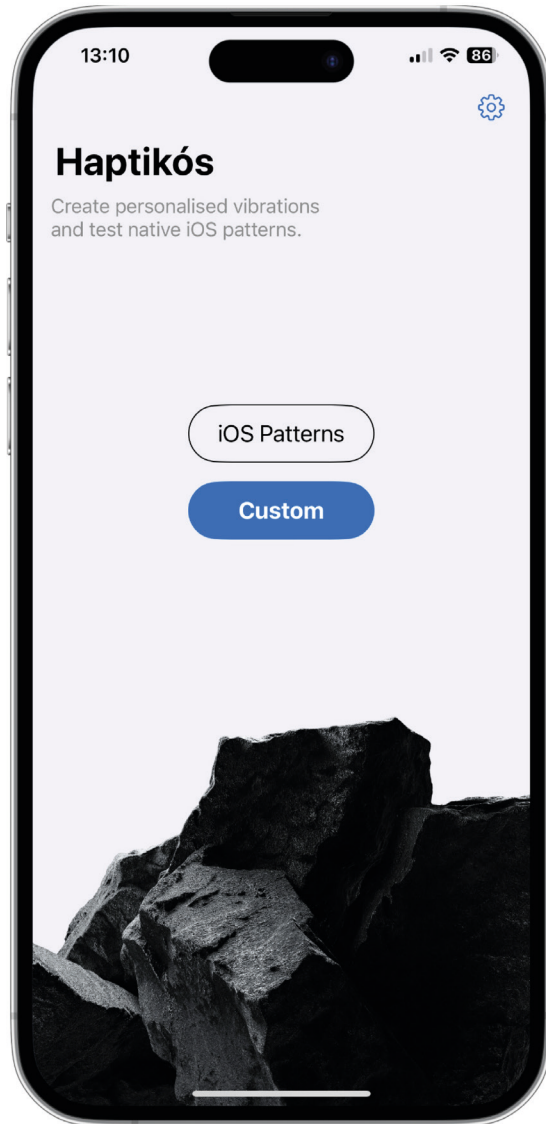 13:10
86
Haptikós
Create personalised vibrations
and test native iOS patterns.
iOS Patterns
Custom